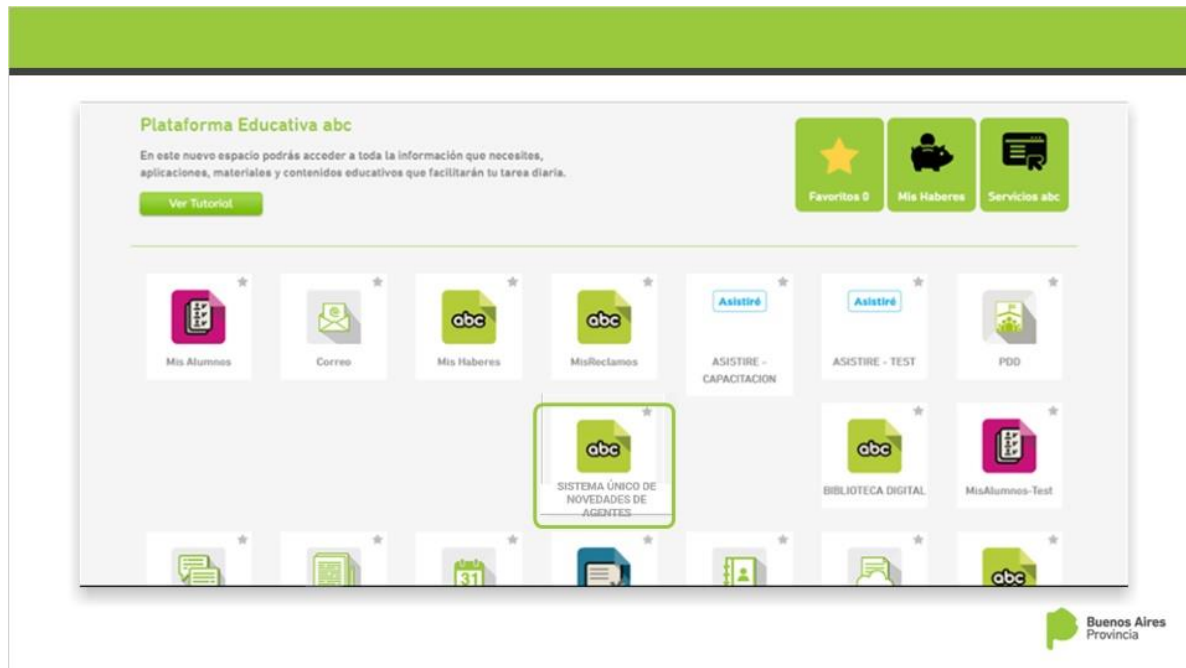 Plataforma Educativa abc
En este nuevo espacio podrás acceder a toda la información que necesites,
aplicaciones, materiales y contenidos educativos que facilitarán tu tarea diaria.
Ver Tutorial
Favoritos 0
Mis Haberes
Servicios abc
Mis Alumnos
Correo
abc
Mis Haberes
abc
MisReclamos
Asistiré
ASISTIRE -
CAPACITACION
Asistiré
ASISTIRE - TEST
PDD
abc
SISTEMA ÚNICO DE
NOVEDADES DE
AGENTES
abc
BIBLIOTECA DIGITAL
MisAlumnos-Test
31
abc
Buenos Aires
Provincia